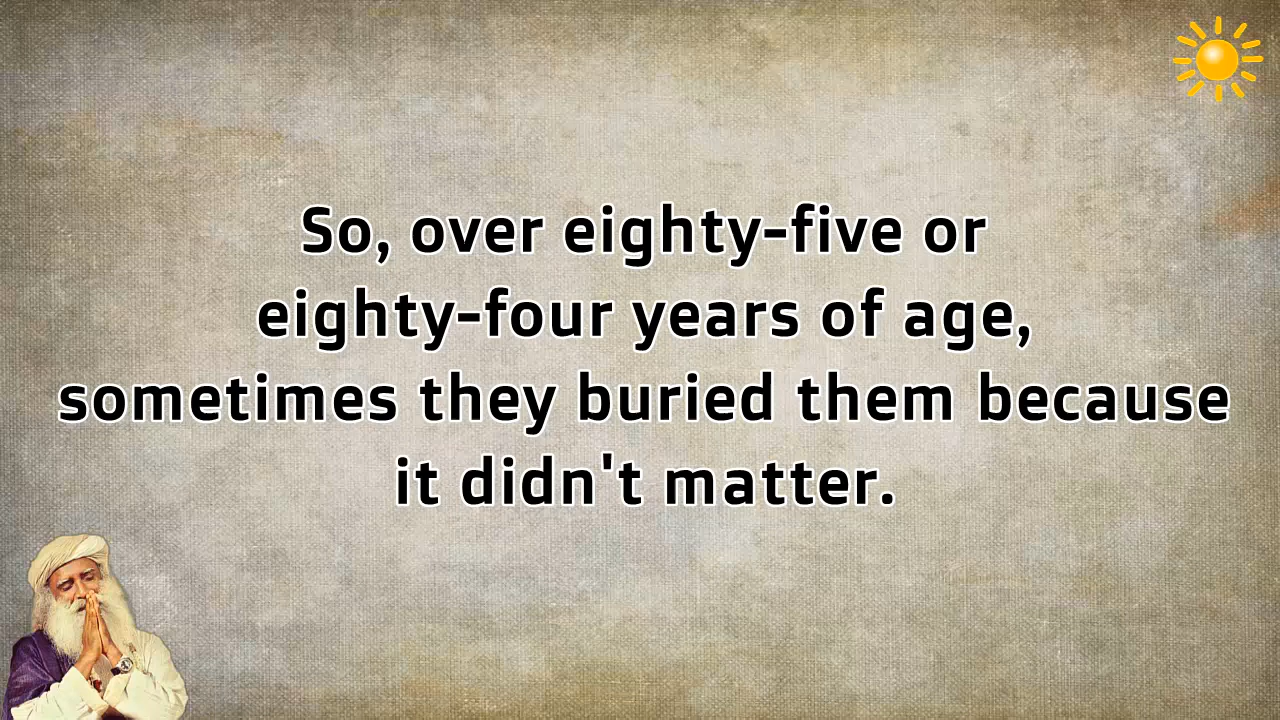 So, over eighty-five or
eighty-four years of age,
sometimes they buried them because
it didn't matter.